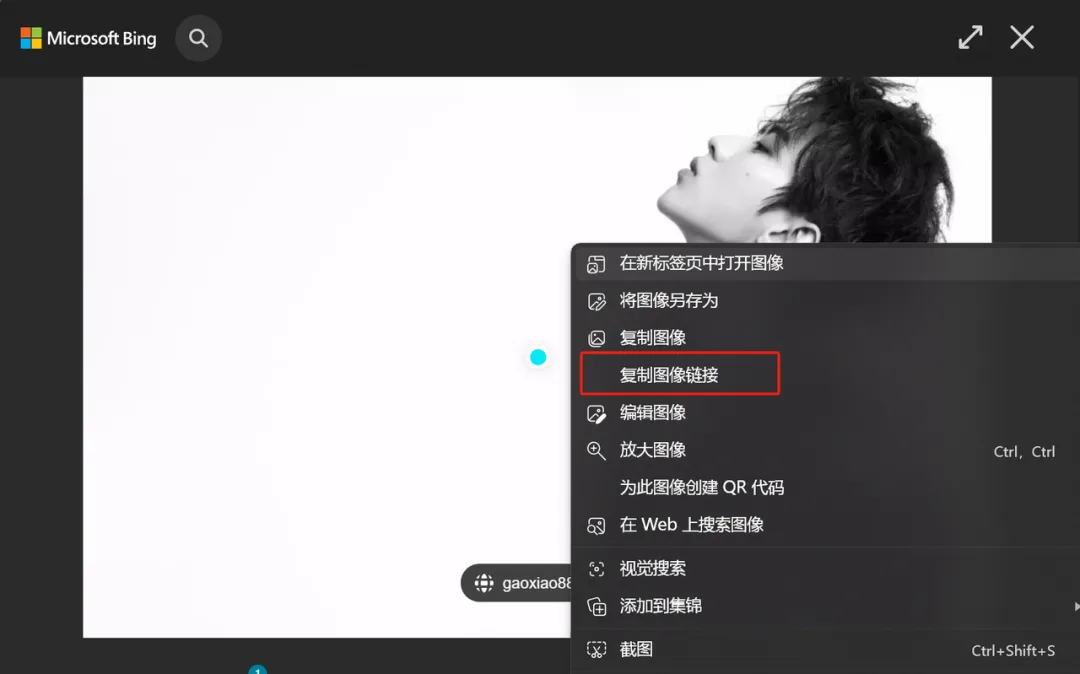 Microsoft Bing
在新标签页中打开图像
将图像另存为
复制图像
复制图像链接
编辑图像
放大图像 Ctrl，Ctrl
为此图像创建 QR 代码
在 Web 上搜索图像
gaoxiao88
视觉搜索
添加到集锦
截图 Ctrl+Shift+S
1